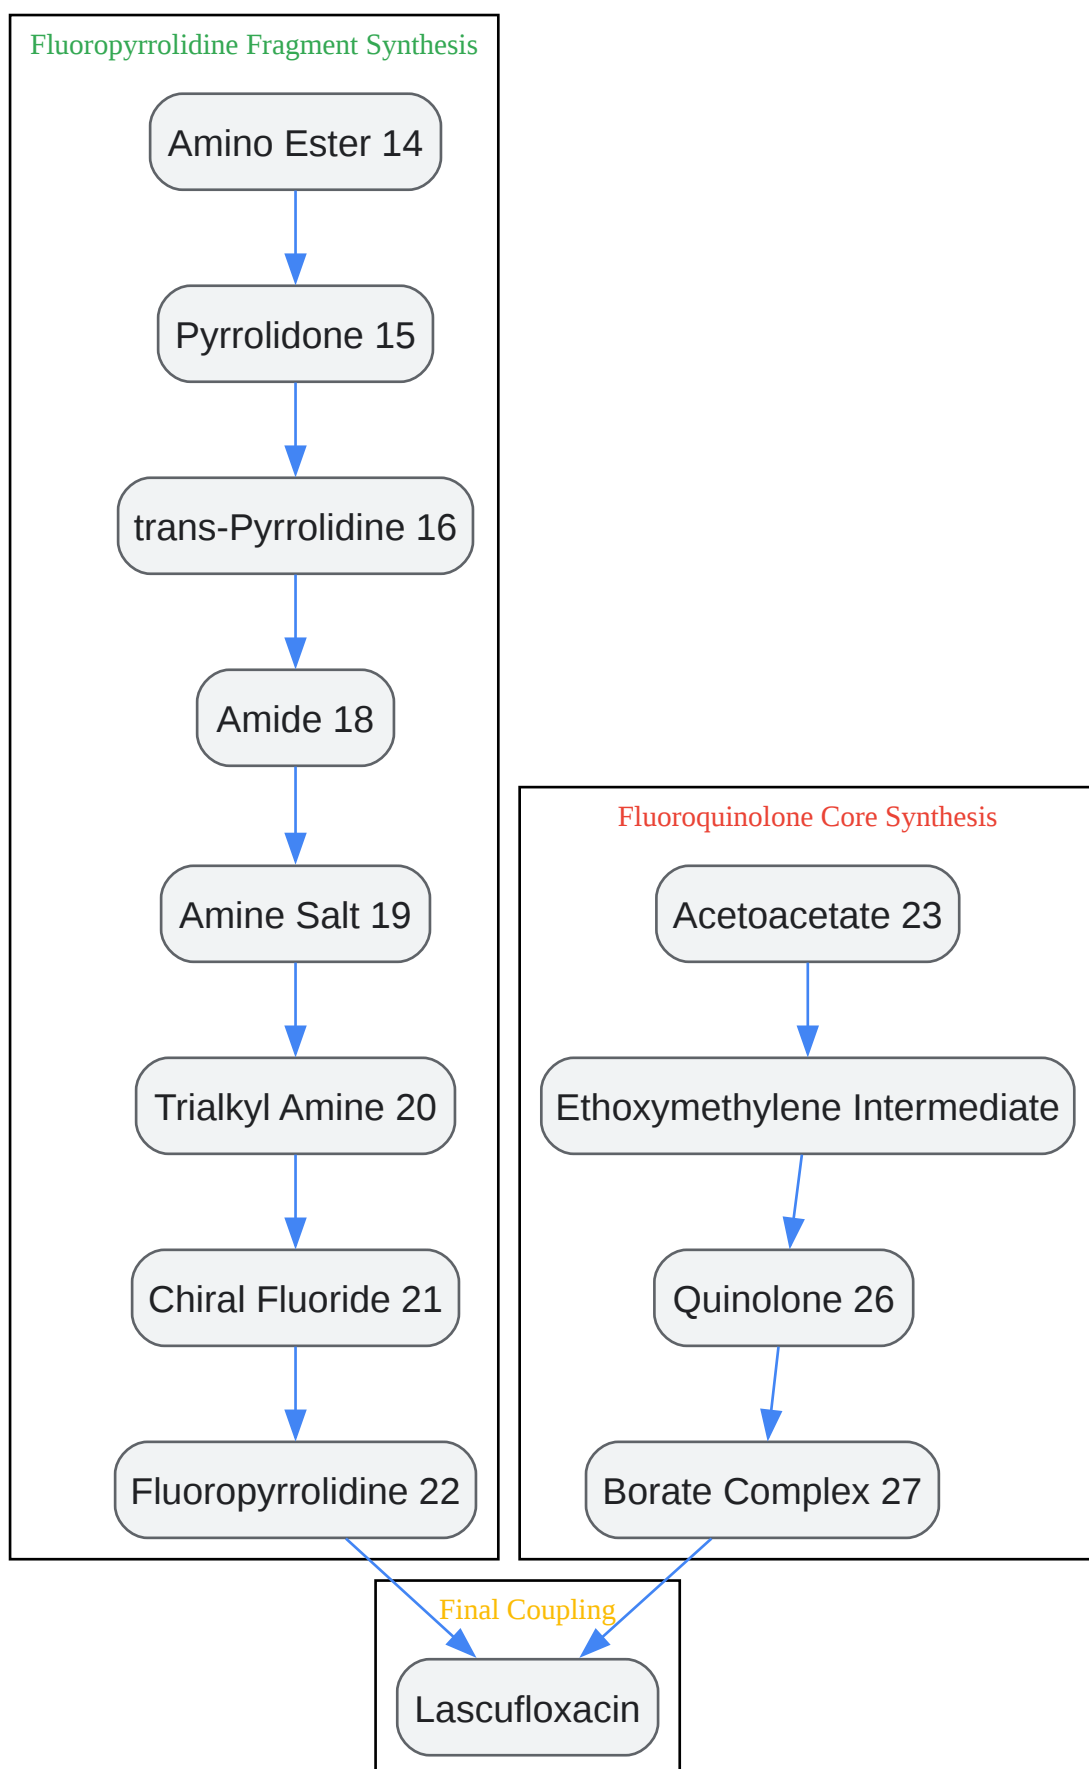 Fluoropyrrolidine Fragment Synthesis
Amino Ester 14
Pyrrolidone 15
trans-Pyrrolidine 16
Amide 18
Amine Salt 19
Trialkyl Amine 20
Chiral Fluoride 21
Fluoropyrrolidine 22
Fluoroquinolone Core Synthesis
Acetoacetate 23
Ethoxymethylene Intermediate
Quinolone 26
Borate Complex 27
Final Coupling
Lascufloxacin